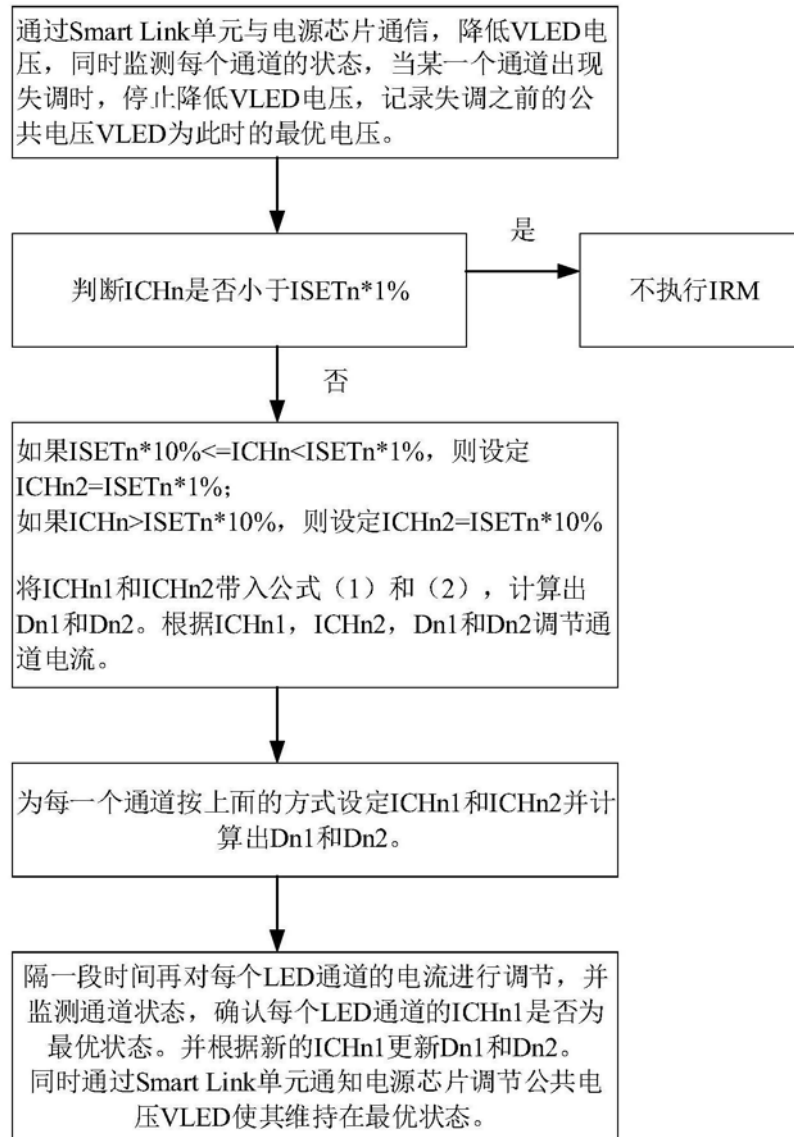 通过Smart Link单元与电源芯片通信，降低VLED电
压，同时监测每个通道的状态，当某一个通道出现
失调时，停止降低VLED电压，记录失调之前的公
共电压VLED为此时的最优电压。
是
判断ICHn是否小于ISETn*1%
不执行IRM
否
如果ISETn*10%<=ICHn<ISETn*1%，则设定
ICHn2=ISETn*1%；
如果ICHn>ISETn*10%，则设定ICHn2=ISETn*10%
将ICHn1和ICHn2带入公式（1）和（2），计算出
Dn1和Dn2。根据ICHn1，ICHn2，Dn1和Dn2调节通
道电流。
为每一个通道按上面的方式设定ICHn1和ICHn2并计
算出Dn1和Dn2。
隔一段时间再对每个LED通道的电流进行调节，并
监测通道状态，确认每个LED通道的ICHn1是否为
最优状态。并根据新的ICHn1更新Dn1和Dn2。
同时通过Smart Link单元通知电源芯片调节公共电
压VLED使其维持在最优状态。